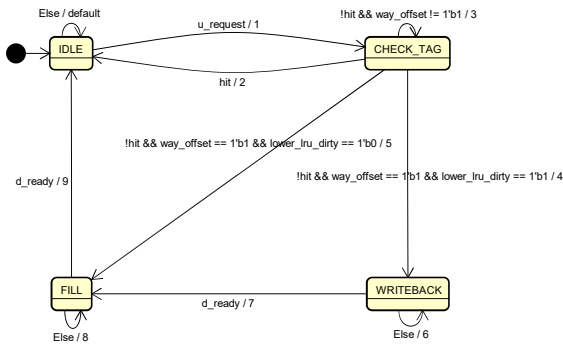 Else / default
u_request / 1
!hit && way_offset != 1'b1 / 3
IDLE
CHECK_TAG
hit / 2
!hit && way_offset == 1'b1 && lower_lru_dirty == 1'b0 / 5
!hit && way_offset == 1'b1 && lower_lru_dirty == 1'b1 / 4
d_ready / 9
FILL
WRITEBACK
d_ready / 7
Else / 8
Else / 6